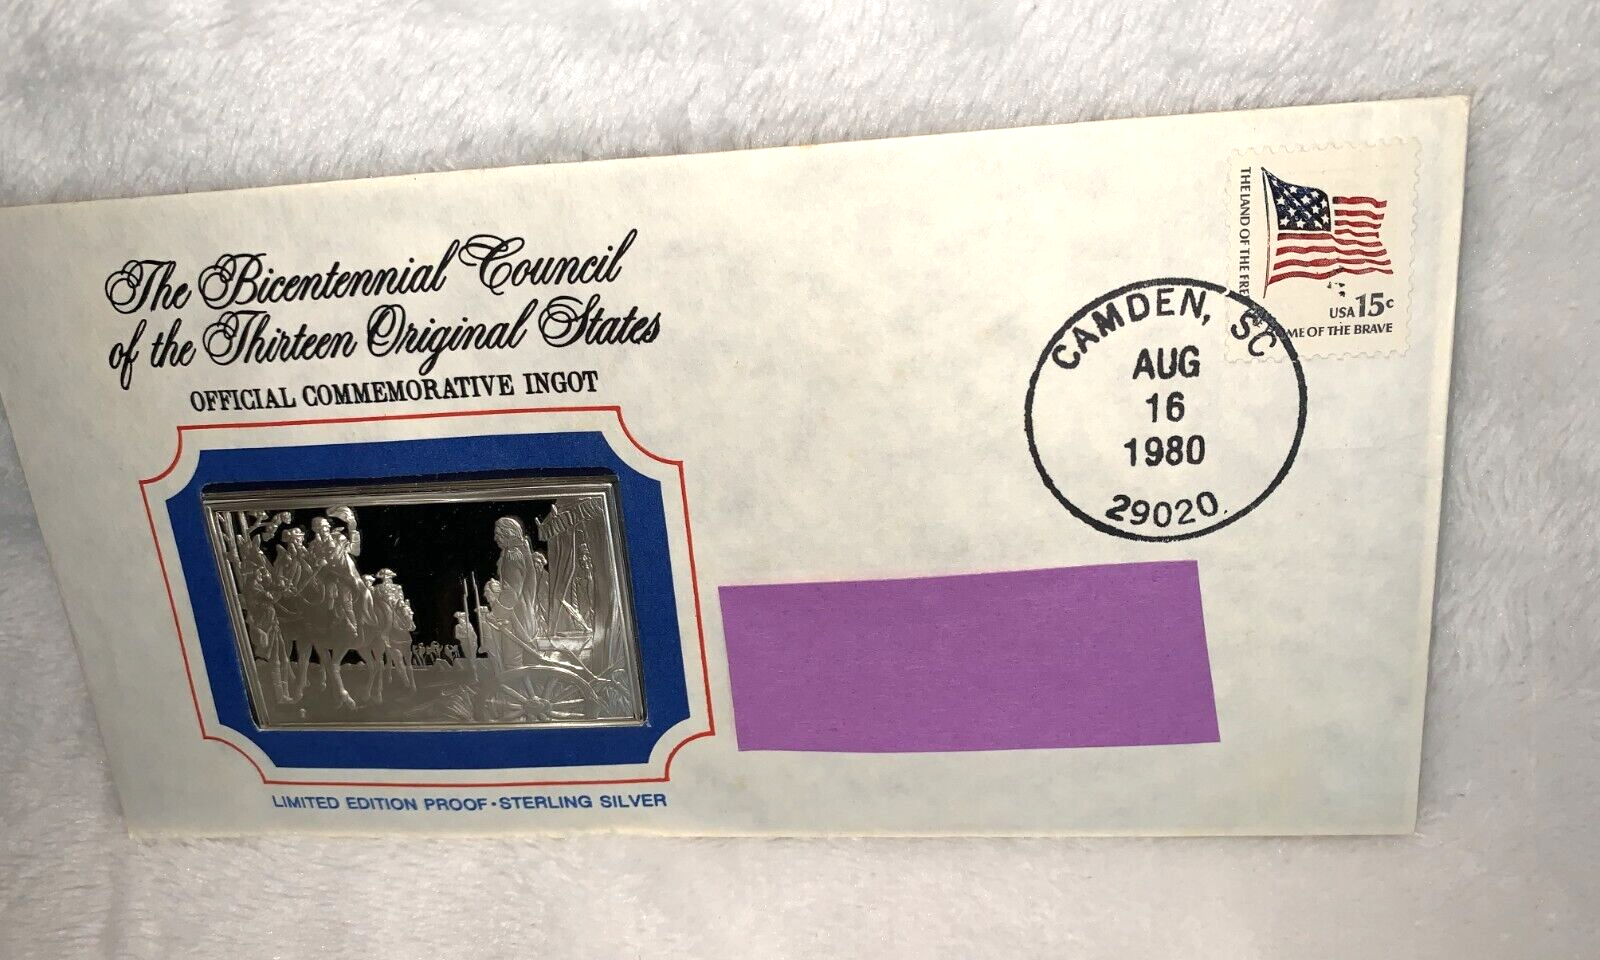 The Bicentennial Council
of the Thirteen Original States
OFFICIAL COMMEMORATIVE INGOT
LIMITED EDITION PROOF • STERLING SILVER
THE LAND OF THE FREE
USA 15c
ME OF THE BRAVE
CAMDEN, SC
AUG
16
1980
29020